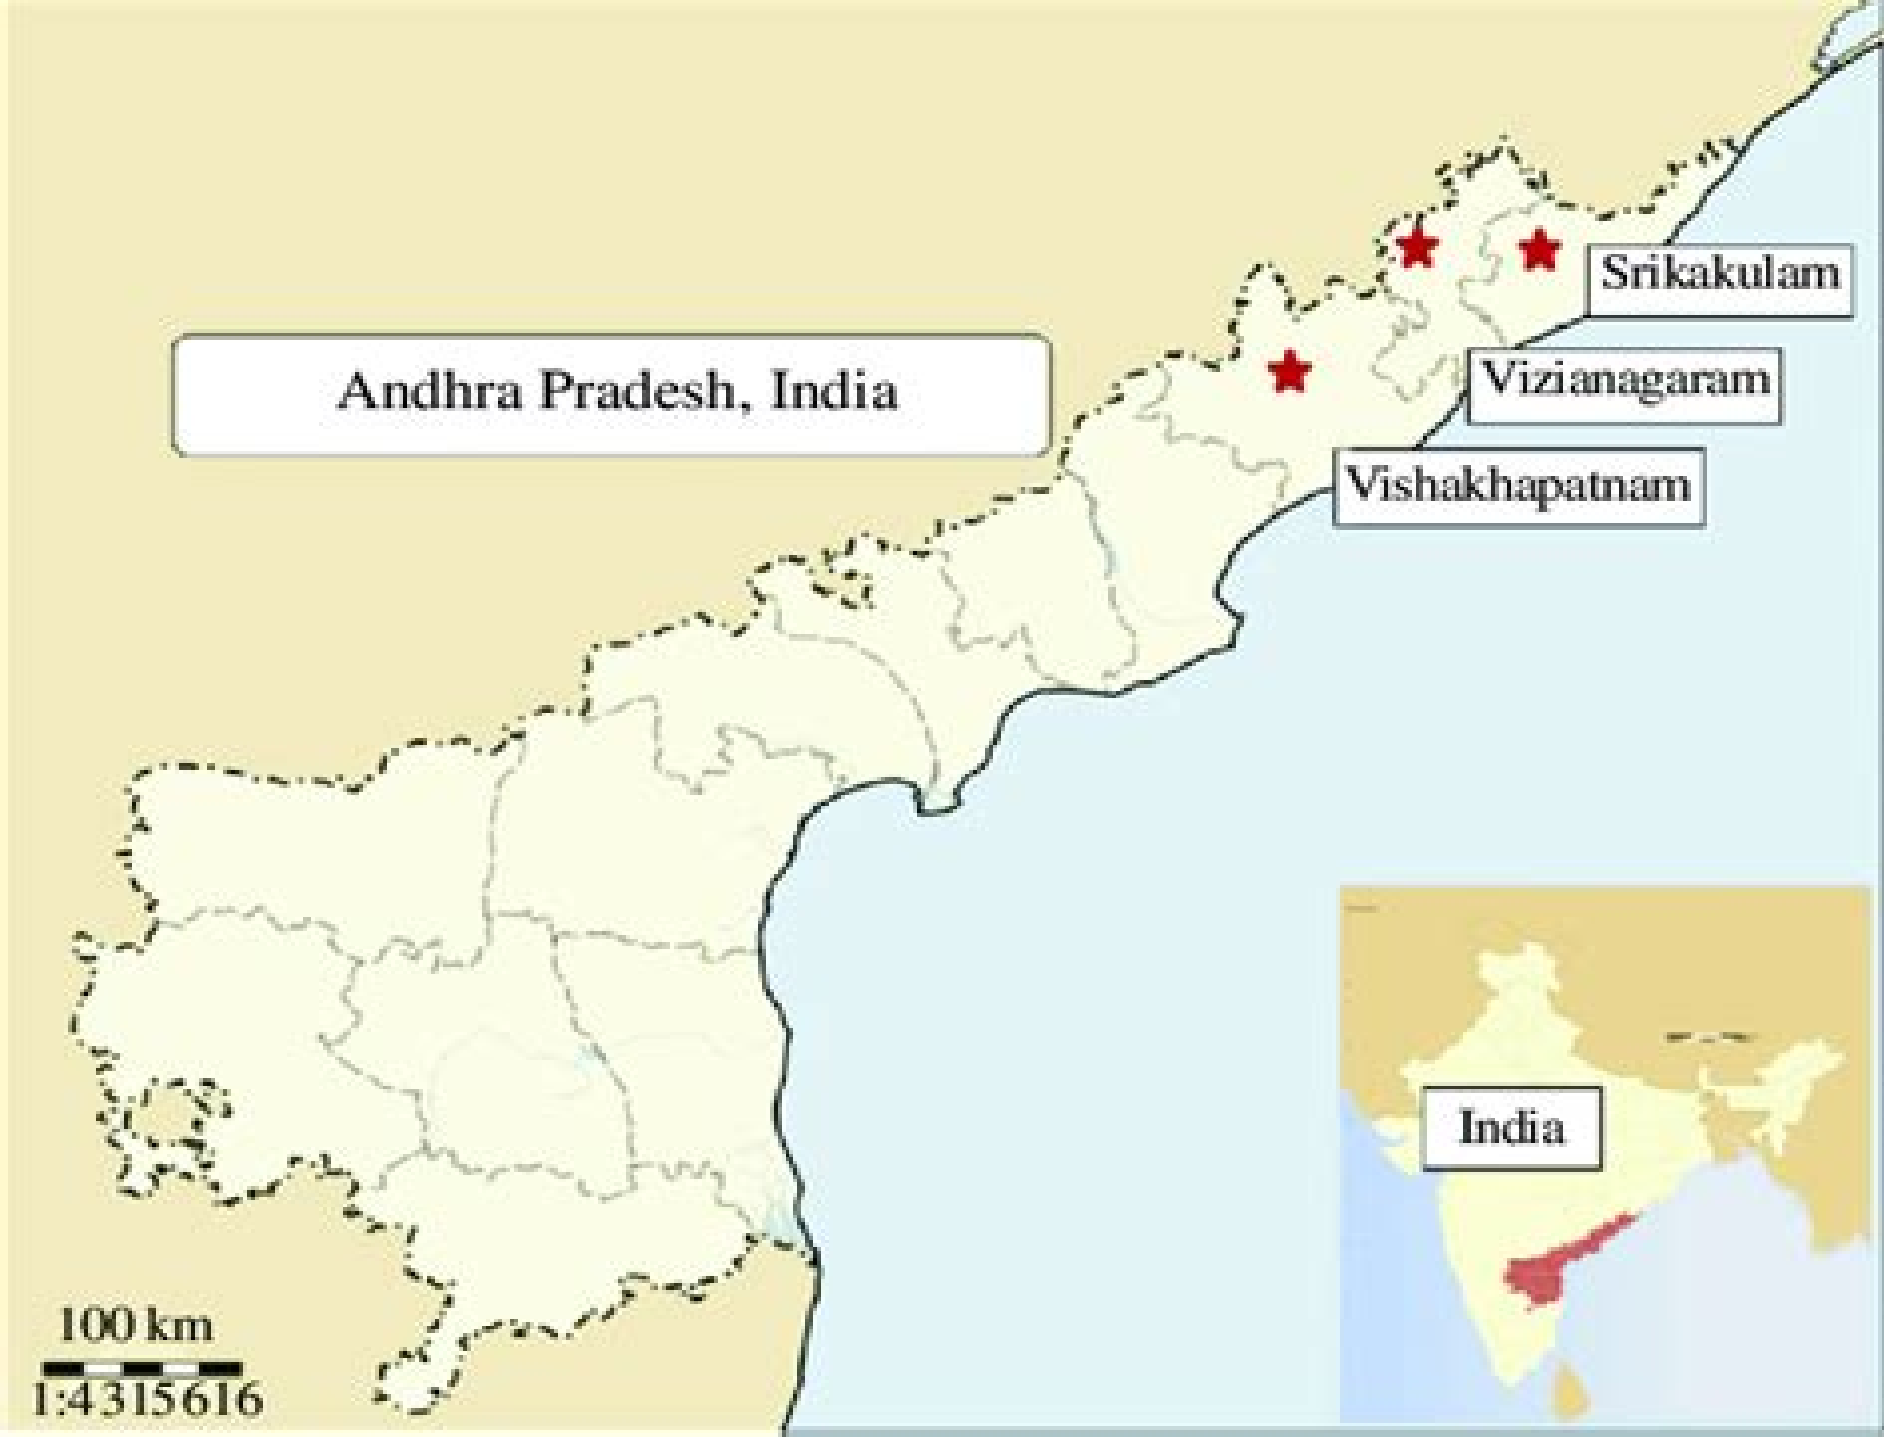 Srikakulam
Andhra Pradesh, India
Vizianagaram
Vishakhapatnam
India
100 km
1:4315616